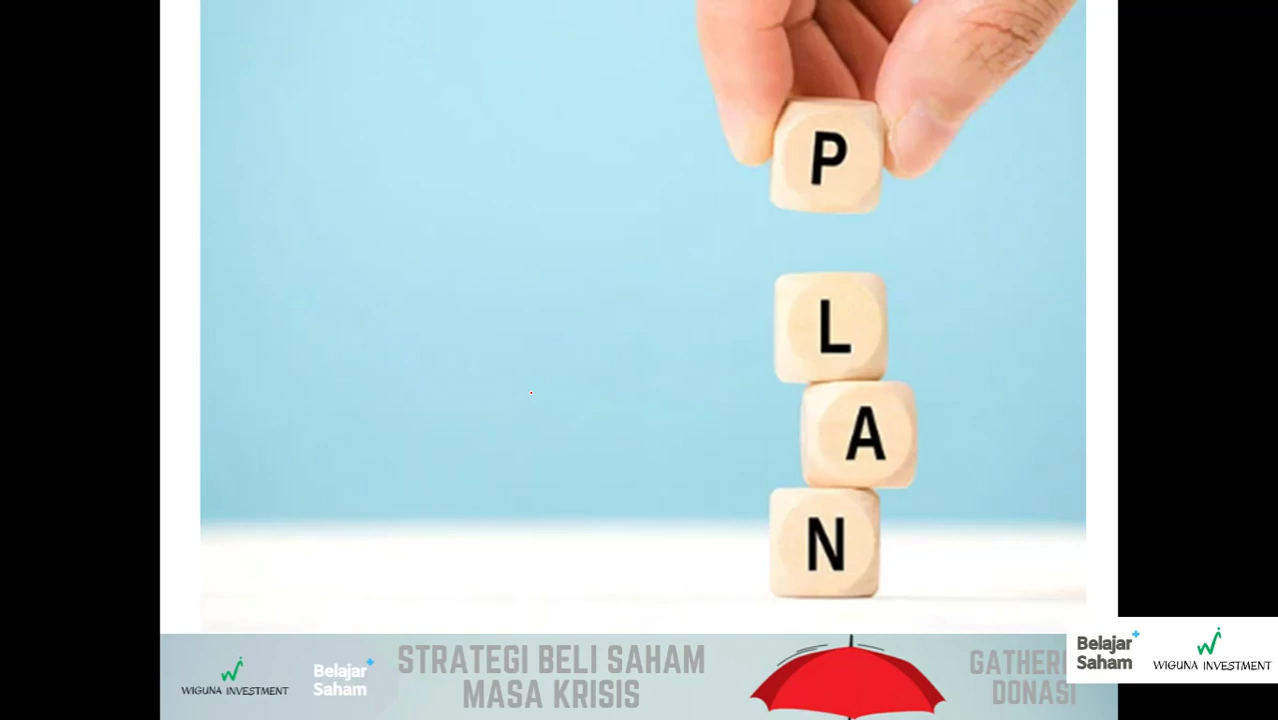 P
L
A
N
WIGUNA INVESTMENT
Belajar+
Saham
STRATEGI BELI SAHAM
MASA KRISIS
DONASI
Belajar+
Saham
WIGUNA INVESTMENT